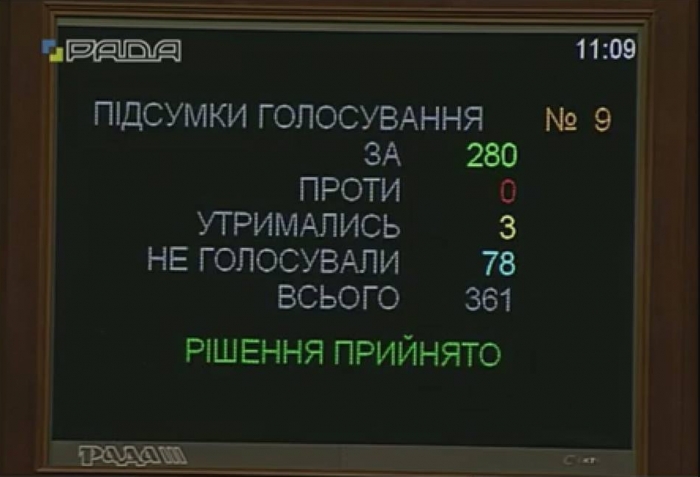 РАДА
11:09
ПІДСУМКИ ГОЛОСУВАННЯ № 9
ЗА 280
ПРОТИ 0
УТРИМАЛИСЬ 3
НЕ ГОЛОСУВАЛИ 78
ВСЬОГО 361
РІШЕННЯ ПРИЙНЯТО
РАДА III